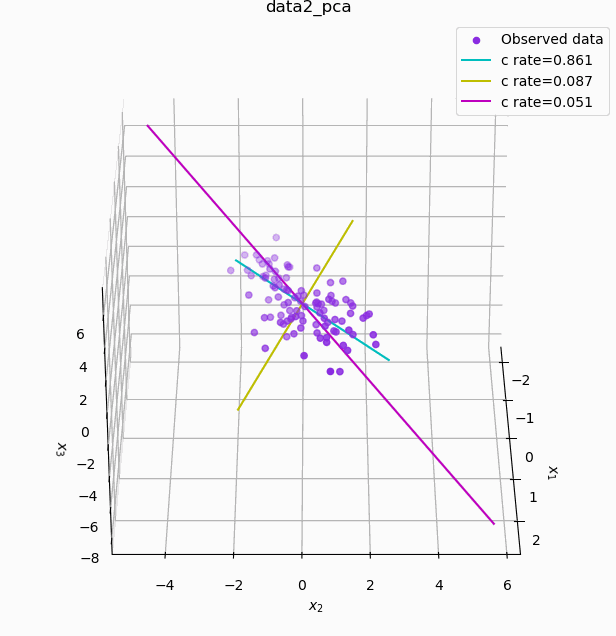 data2_pca
Observed data
c rate=0.861
c rate=0.087
c rate=0.051
6
4
2
0
−2
−4
−6
−8
x₃
−2
−1
0
1
2
x₁
−4
−2
0
2
4
6
x₂